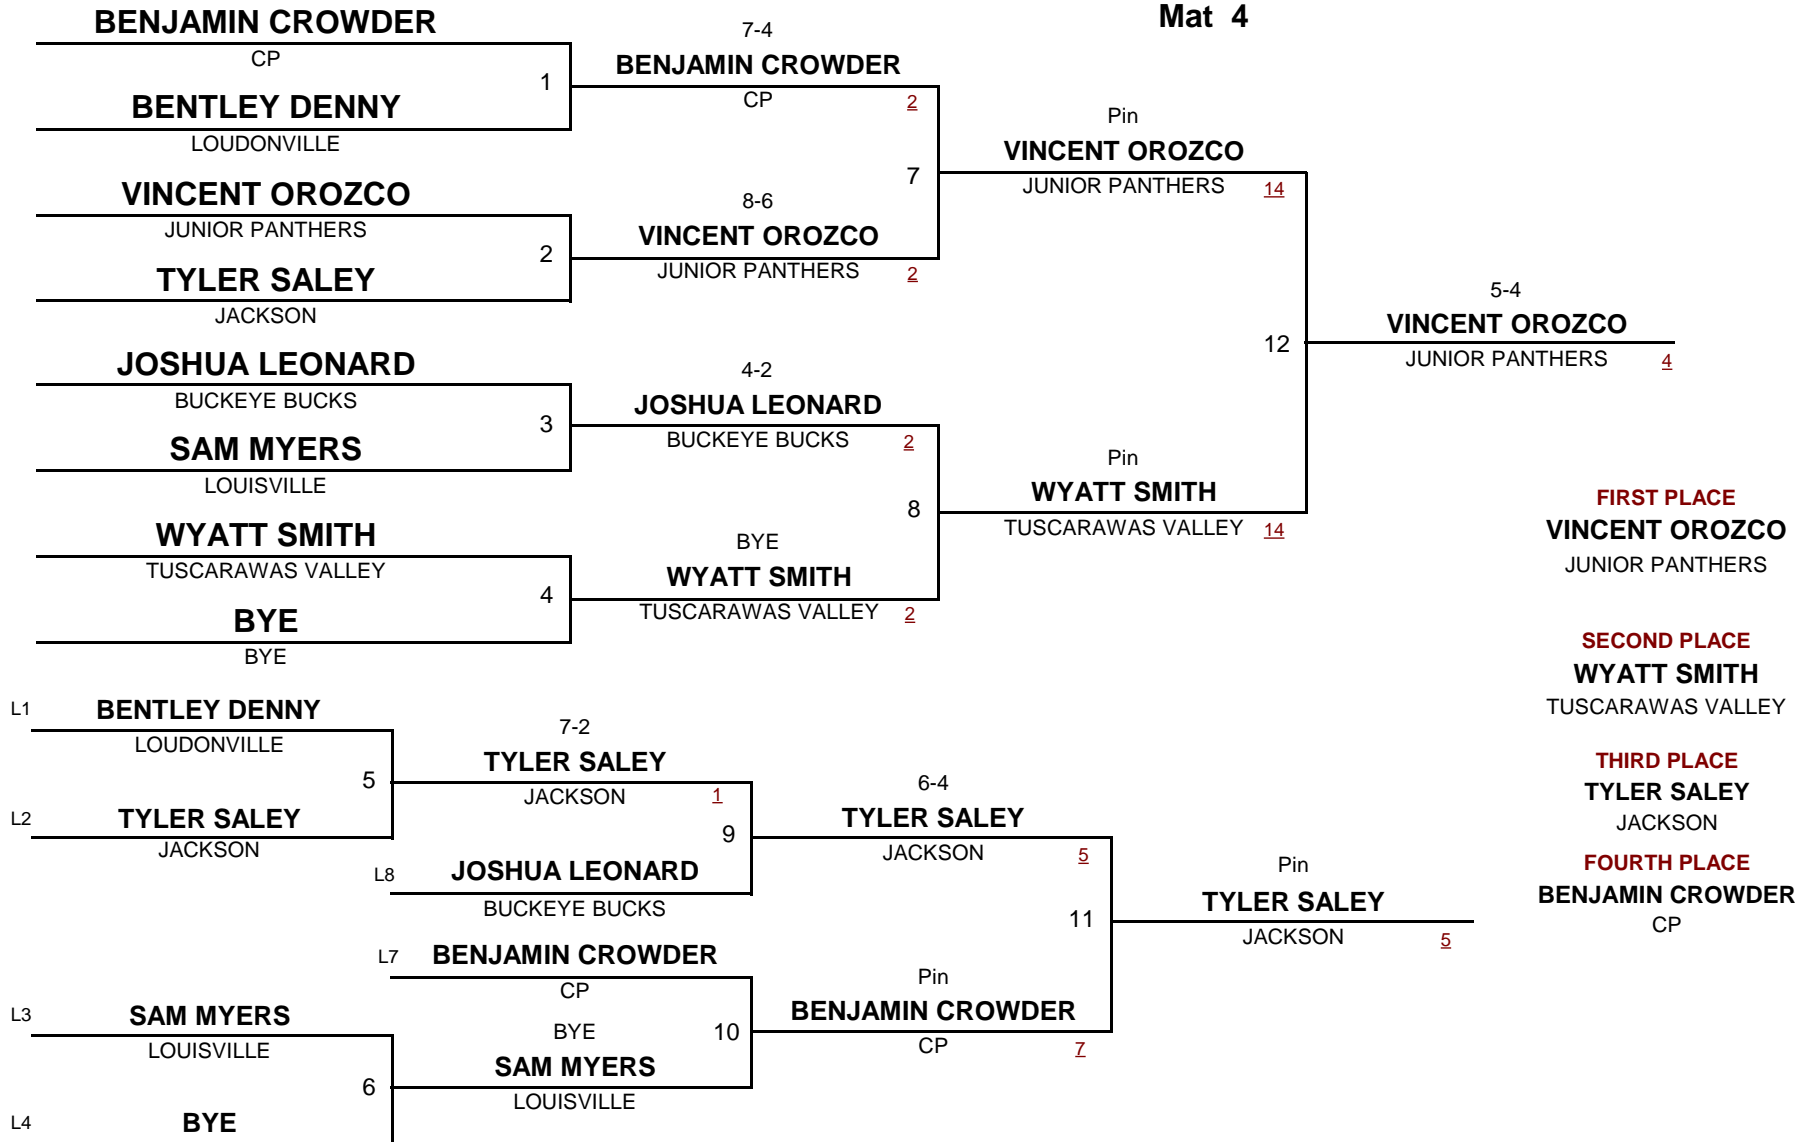 Mat 4
BENJAMIN CROWDER
CP
1
BENTLEY DENNY
LOUDONVILLE
VINCENT OROZCO
JUNIOR PANTHERS
2
TYLER SALEY
JACKSON
JOSHUA LEONARD
BUCKEYE BUCKS
3
SAM MYERS
LOUISVILLE
WYATT SMITH
TUSCARAWAS VALLEY
4
BYE
BYE
7-4
BENJAMIN CROWDER
CP 2
7
8-6
VINCENT OROZCO
JUNIOR PANTHERS 2
4-2
JOSHUA LEONARD
BUCKEYE BUCKS 2
8
BYE
WYATT SMITH
TUSCARAWAS VALLEY 2
Pin
VINCENT OROZCO
JUNIOR PANTHERS 14
12
Pin
WYATT SMITH
TUSCARAWAS VALLEY 14
5-4
VINCENT OROZCO
JUNIOR PANTHERS 4
FIRST PLACE
VINCENT OROZCO
JUNIOR PANTHERS
SECOND PLACE
WYATT SMITH
TUSCARAWAS VALLEY
THIRD PLACE
TYLER SALEY
JACKSON
FOURTH PLACE
BENJAMIN CROWDER
CP
L1 BENTLEY DENNY
LOUDONVILLE
5
L2 TYLER SALEY
JACKSON
L3 SAM MYERS
LOUISVILLE
6
L4 BYE
7-2
TYLER SALEY
JACKSON 1
9
L8 JOSHUA LEONARD
BUCKEYE BUCKS
L7 BENJAMIN CROWDER
CP
10
BYE
SAM MYERS
LOUISVILLE
6-4
TYLER SALEY
JACKSON 5
11
Pin
BENJAMIN CROWDER
CP 7
Pin
TYLER SALEY
JACKSON 5